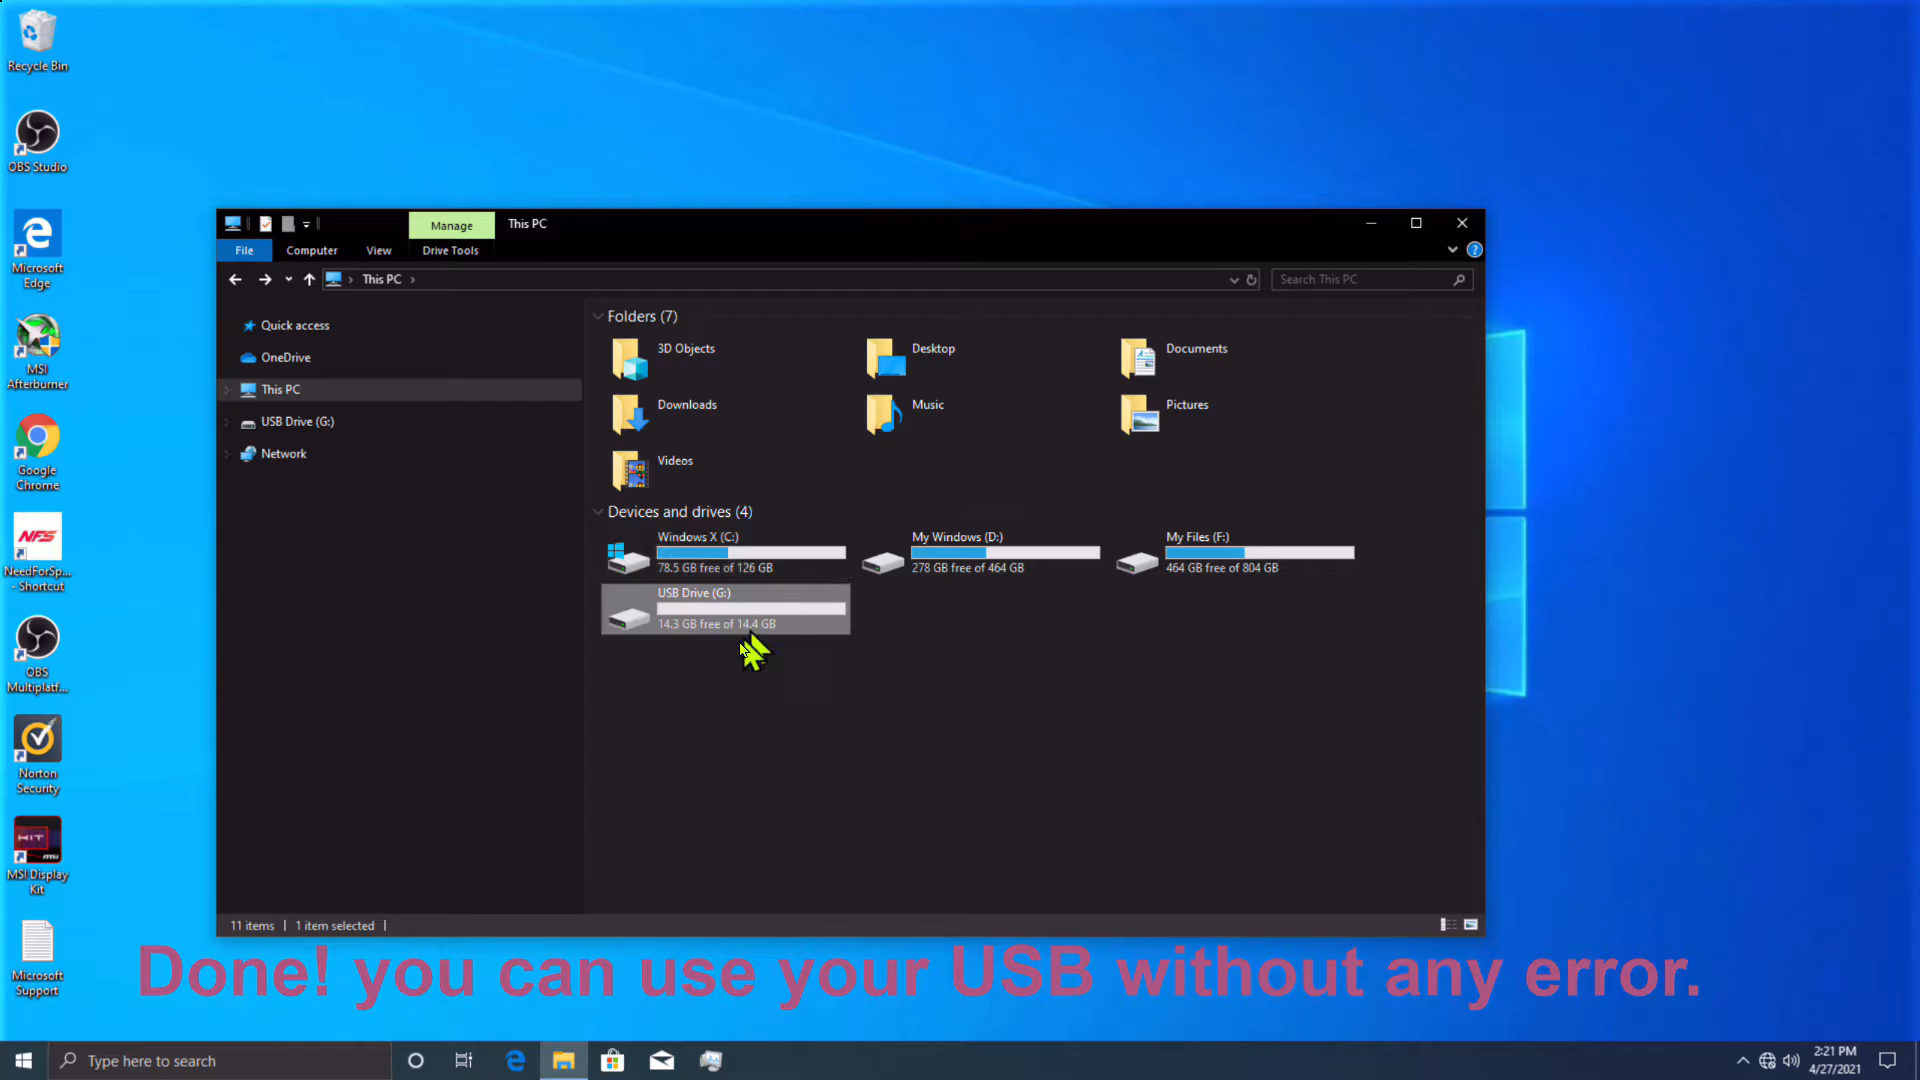 Recycle Bin
OBS Studio
Microsoft
Edge
MSI
Afterburner
Google
Chrome
NFS
NeedForSp...
- Shortcut
OBS
Multiplatf...
Norton
Security
KIT
msi
MSI Display
Kit
Microsoft
Support
Manage
This PC
File
Computer
View
Drive Tools
This PC
Search This PC
Quick access
OneDrive
This PC
USB Drive (G:)
Network
Folders (7)
3D Objects
Desktop
Documents
Downloads
Music
Pictures
Videos
Devices and drives (4)
Windows X (C:)
78.5 GB free of 126 GB
My Windows (D:)
278 GB free of 464 GB
My Files (F:)
464 GB free of 804 GB
USB Drive (G:)
14.3 GB free of 14.4 GB
11 items
1 item selected
Done! you can use your USB without any error.
Type here to search
2:21 PM
4/27/2021